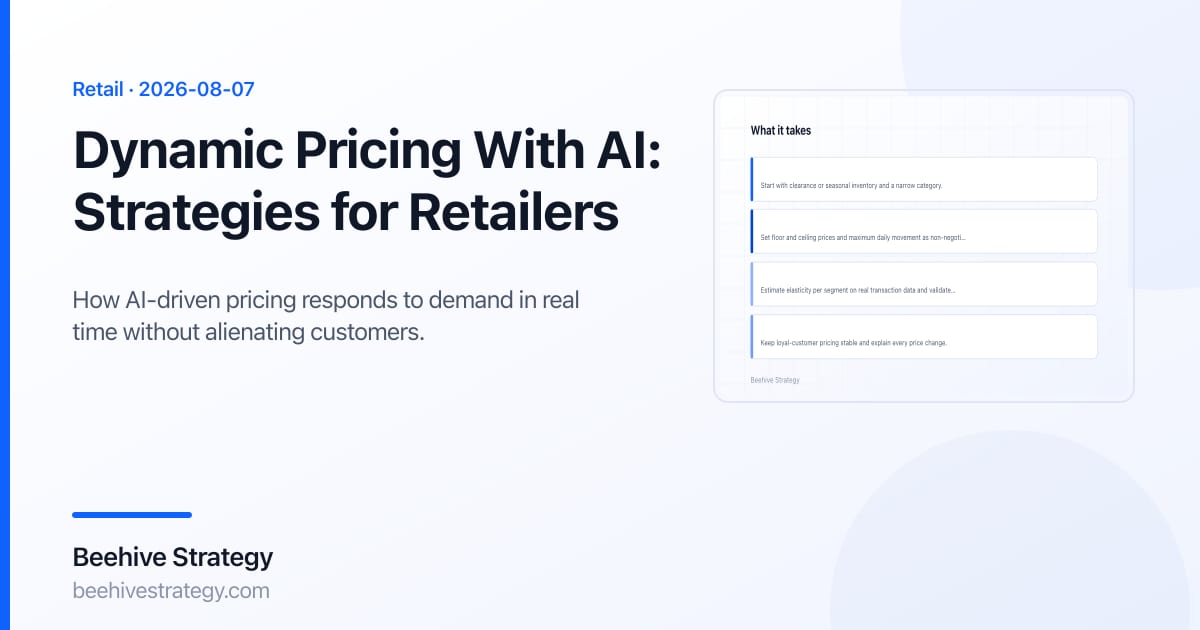 Retail · 2026-08-07
Dynamic Pricing With AI:
Strategies for Retailers
How AI-driven pricing responds to demand in real
time without alienating customers.
Beehive Strategy
beehivestrategy.com
What it takes
Start with clearance or seasonal inventory and a narrow category.
Set floor and ceiling prices and maximum daily movement as non-negoti...
Estimate elasticity per segment on real transaction data and validate...
Keep loyal-customer pricing stable and explain every price change.
Beehive Strategy